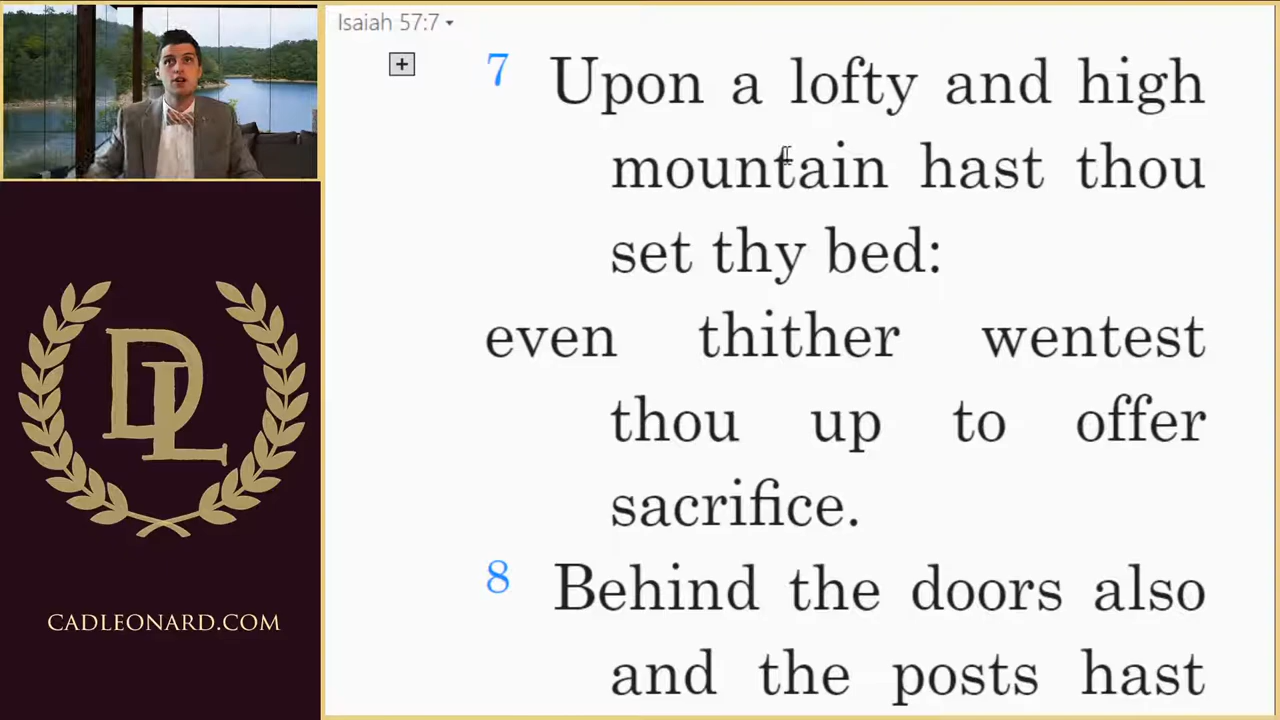 Isaiah 57:7
7 Upon a lofty and high
mountain hast thou
set thy bed:
even thither wentest
thou up to offer
sacrifice.
8 Behind the doors also
and the posts hast
DL
CADLEONARD.COM